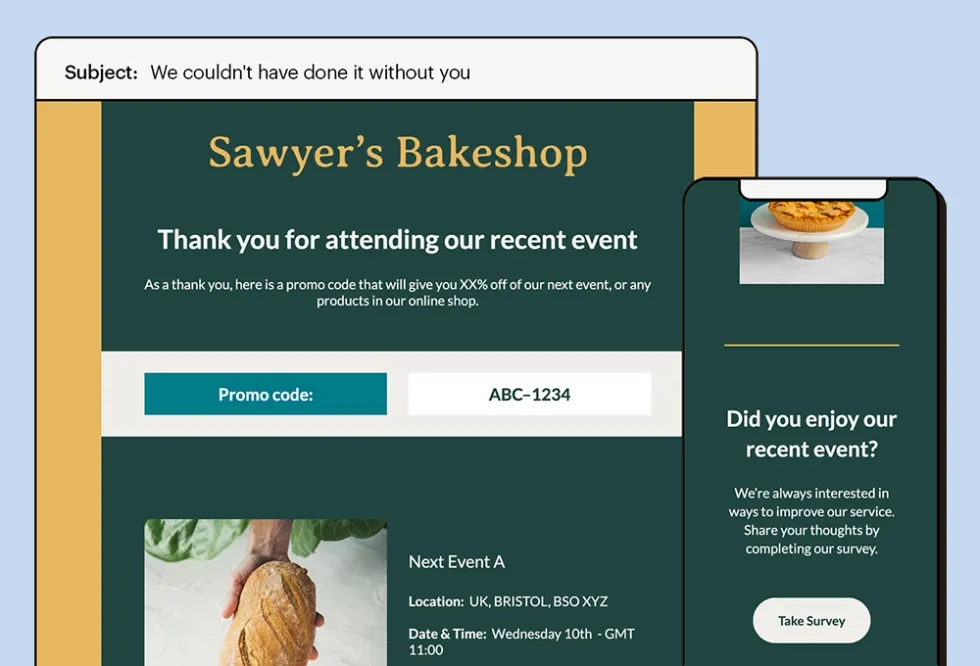 Subject: We couldn't have done it without you
Sawyer’s Bakeshop
Thank you for attending our recent event
As a thank you, here is a promo code that will give you XX% off of our next event, or any
products in our online shop.
Promo code:
ABC–1234
Next Event A
Location: UK, BRISTOL, BSO XYZ
Date & Time: Wednesday 10th - GMT
11:00
Did you enjoy our
recent event?
We’re always interested in
ways to improve our service.
Share your thoughts by
completing our survey.
Take Survey